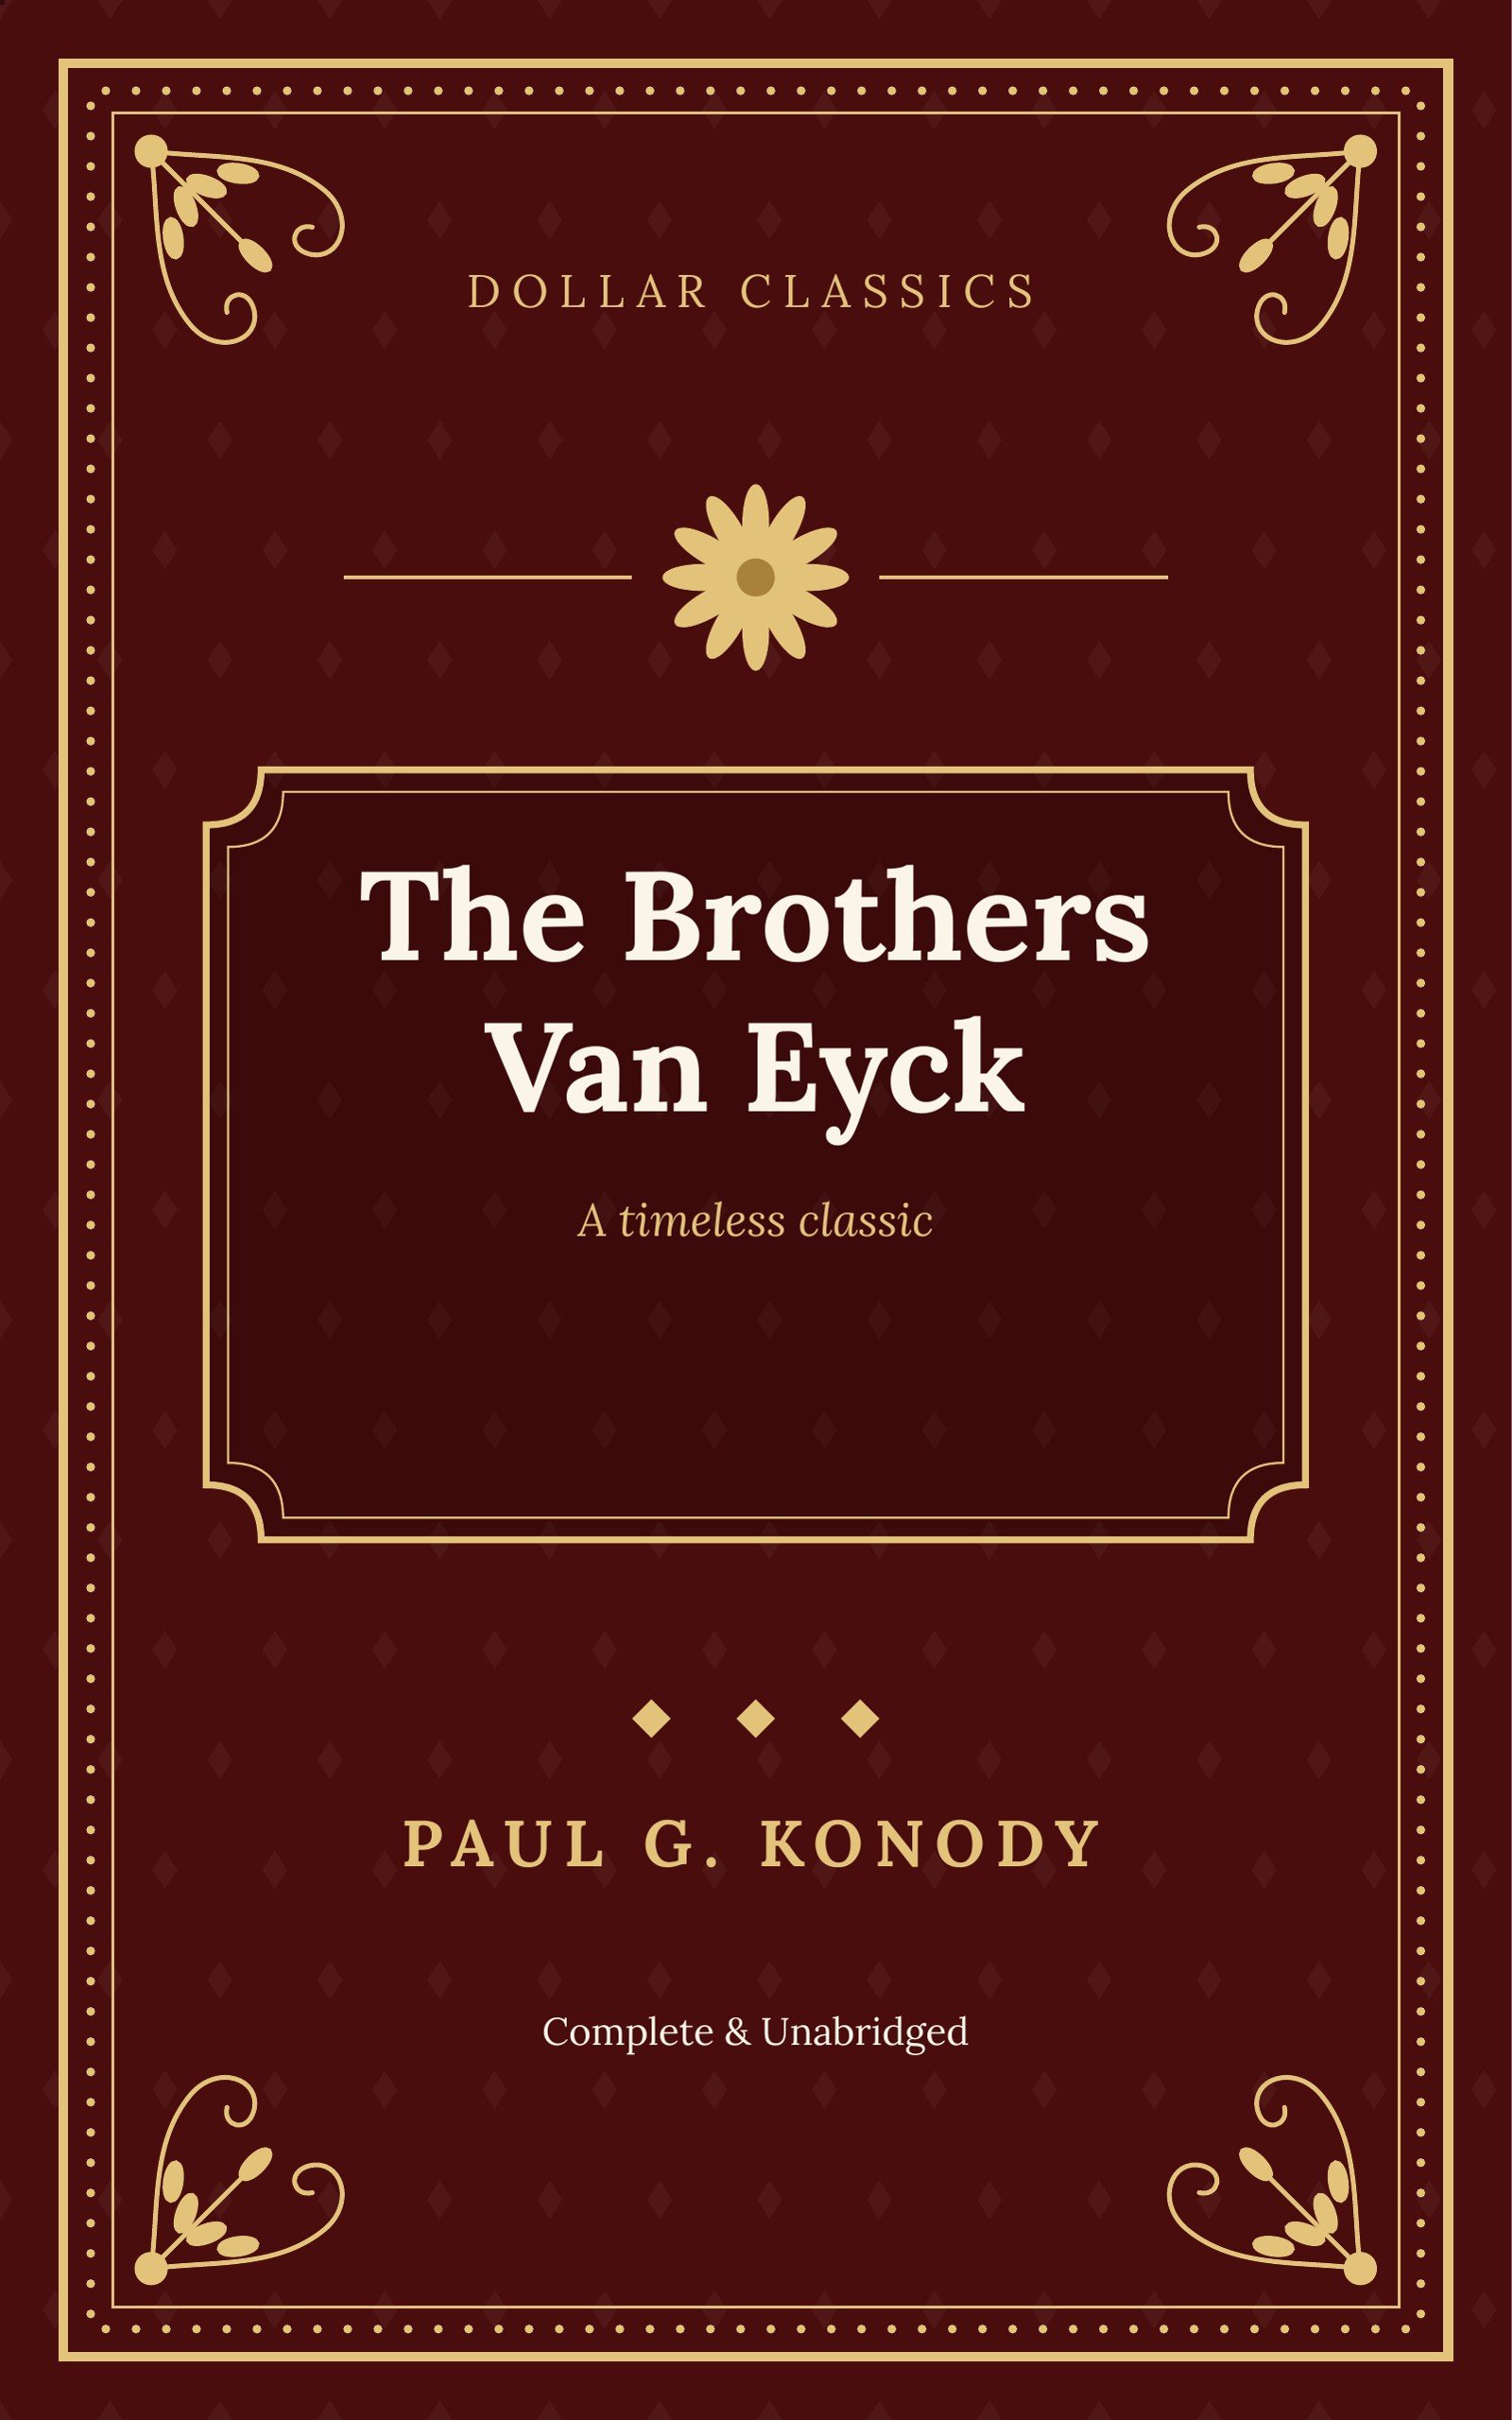 DOLLAR CLASSICS
The Brothers
Van Eyck
A timeless classic
PAUL G. KONODY
Complete & Unabridged